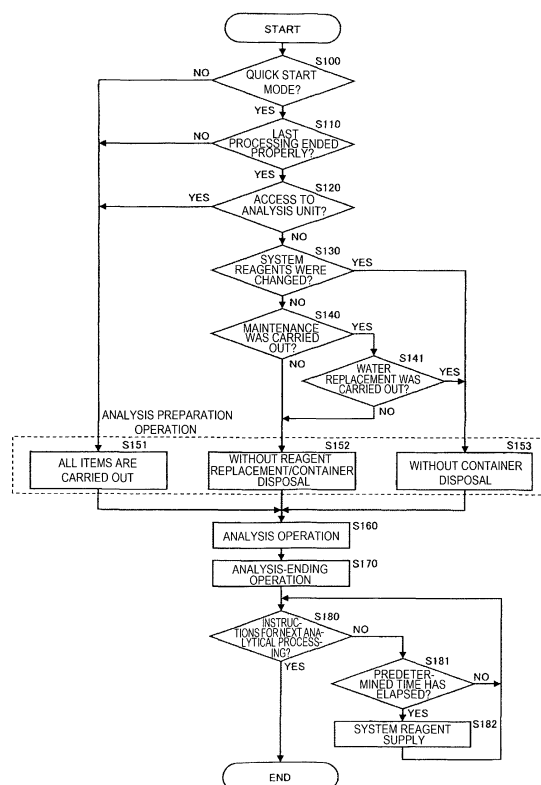 START
S100
NO
QUICK START
MODE?
YES
S110
NO
LAST
PROCESSING ENDED
PROPERLY?
YES
S120
YES
ACCESS TO
ANALYSIS UNIT?
NO
S130
SYSTEM
REAGENTS WERE
CHANGED?
YES
NO
S140
MAINTENANCE
WAS CARRIED
OUT?
YES
NO
S141
WATER
REPLACEMENT WAS
CARRIED OUT?
YES
NO
ANALYSIS PREPARATION
OPERATION
S151
ALL ITEMS ARE
CARRIED OUT
S152
WITHOUT REAGENT
REPLACEMENT/CONTAINER
DISPOSAL
S153
WITHOUT CONTAINER
DISPOSAL
S160
ANALYSIS OPERATION
S170
ANALYSIS-ENDING
OPERATION
S180
INSTRUC-
TIONS FOR NEXT ANA-
LYTICAL PROCESS-
ING?
NO
YES
S181
PREDETER-
MINED TIME HAS
ELAPSED?
NO
YES
S182
SYSTEM REAGENT
SUPPLY
END